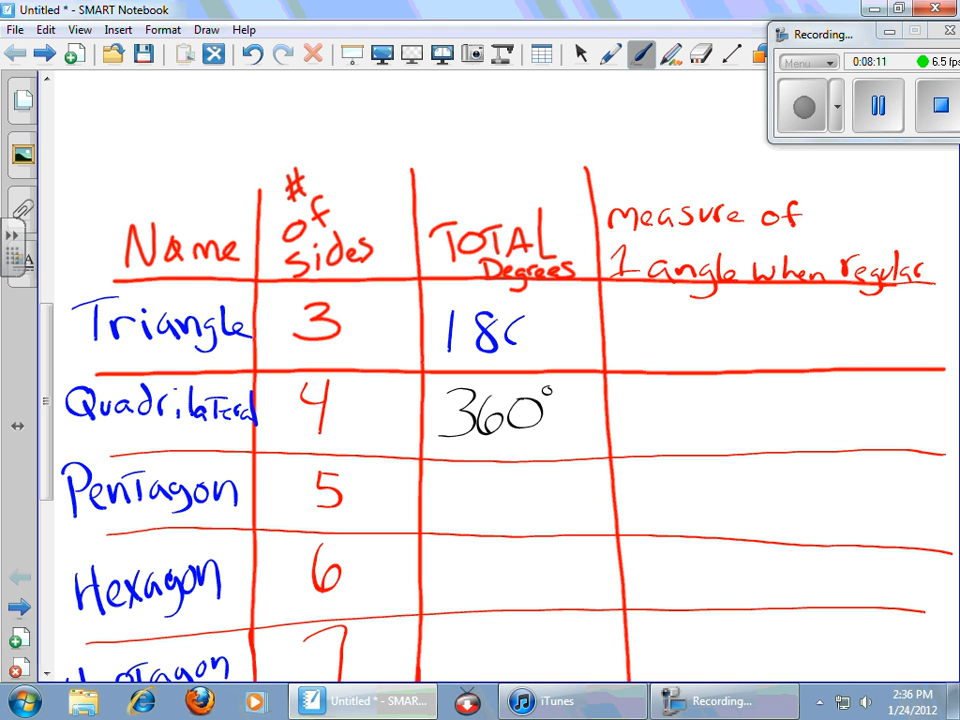 Untitled * - SMART Notebook
File Edit View Insert Format Draw Help
Recording...
Menu 0:08:11 6.5 fps
Name
#
of
sides
TOTAL
Degrees
measure of
1 angle when regular
Triangle 3 18
Quadrilateral 4 360°
Pentagon 5
Hexagon 6
7
Untitled * - SMAR...
iTunes
Recording...
2:36 PM
1/24/2012